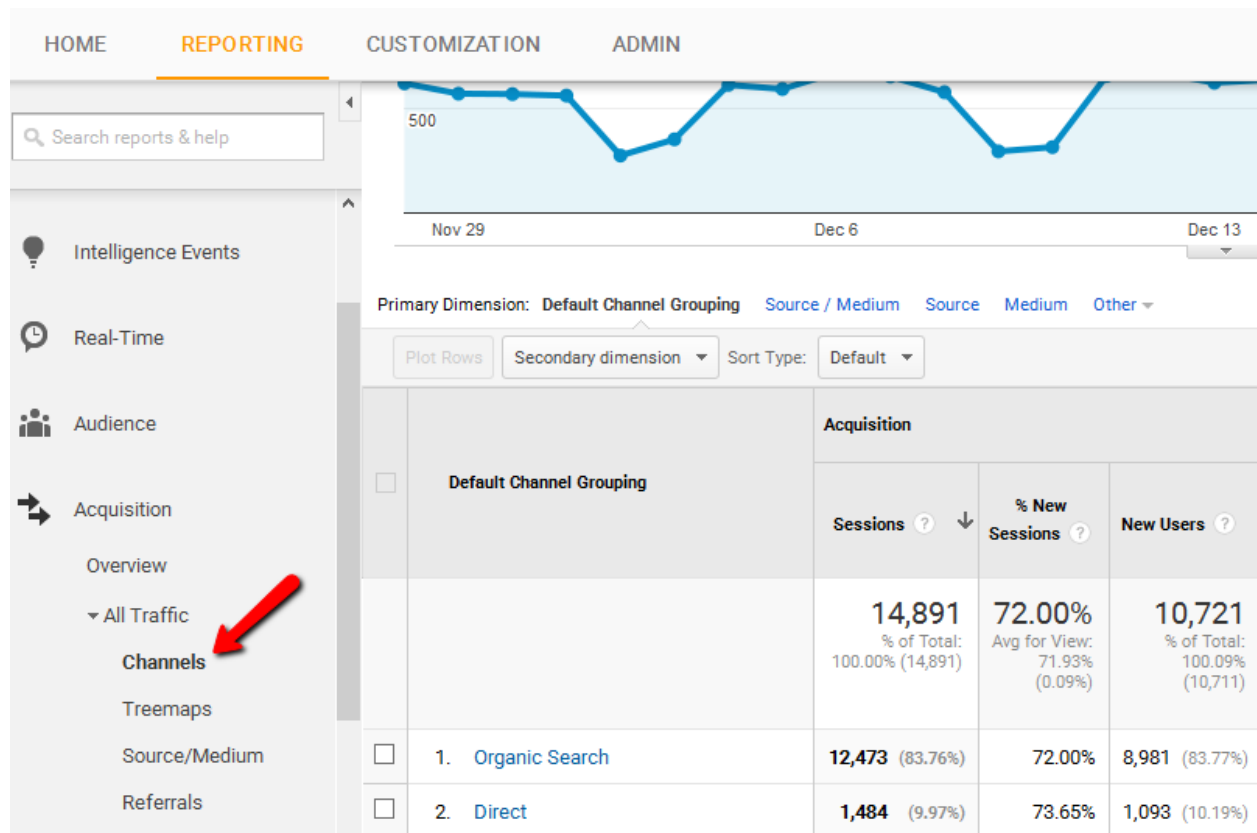 HOME REPORTING CUSTOMIZATION ADMIN
Search reports & help
Intelligence Events
Real-Time
Audience
Acquisition
Overview
All Traffic
Channels
Treemaps
Source/Medium
Referrals
500
Nov 29 Dec 6 Dec 13
Primary Dimension: Default Channel Grouping Source / Medium Source Medium Other
Plot Rows Secondary dimension Sort Type: Default
Default Channel Grouping
Acquisition
Sessions ?
% New
Sessions ?
New Users ?
14,891
% of Total:
100.00% (14,891)
72.00%
Avg for View:
71.93%
(0.09%)
10,721
% of Total:
100.09%
(10,711)
1. Organic Search 12,473 (83.76%) 72.00% 8,981 (83.77%)
2. Direct 1,484 (9.97%) 73.65% 1,093 (10.19%)